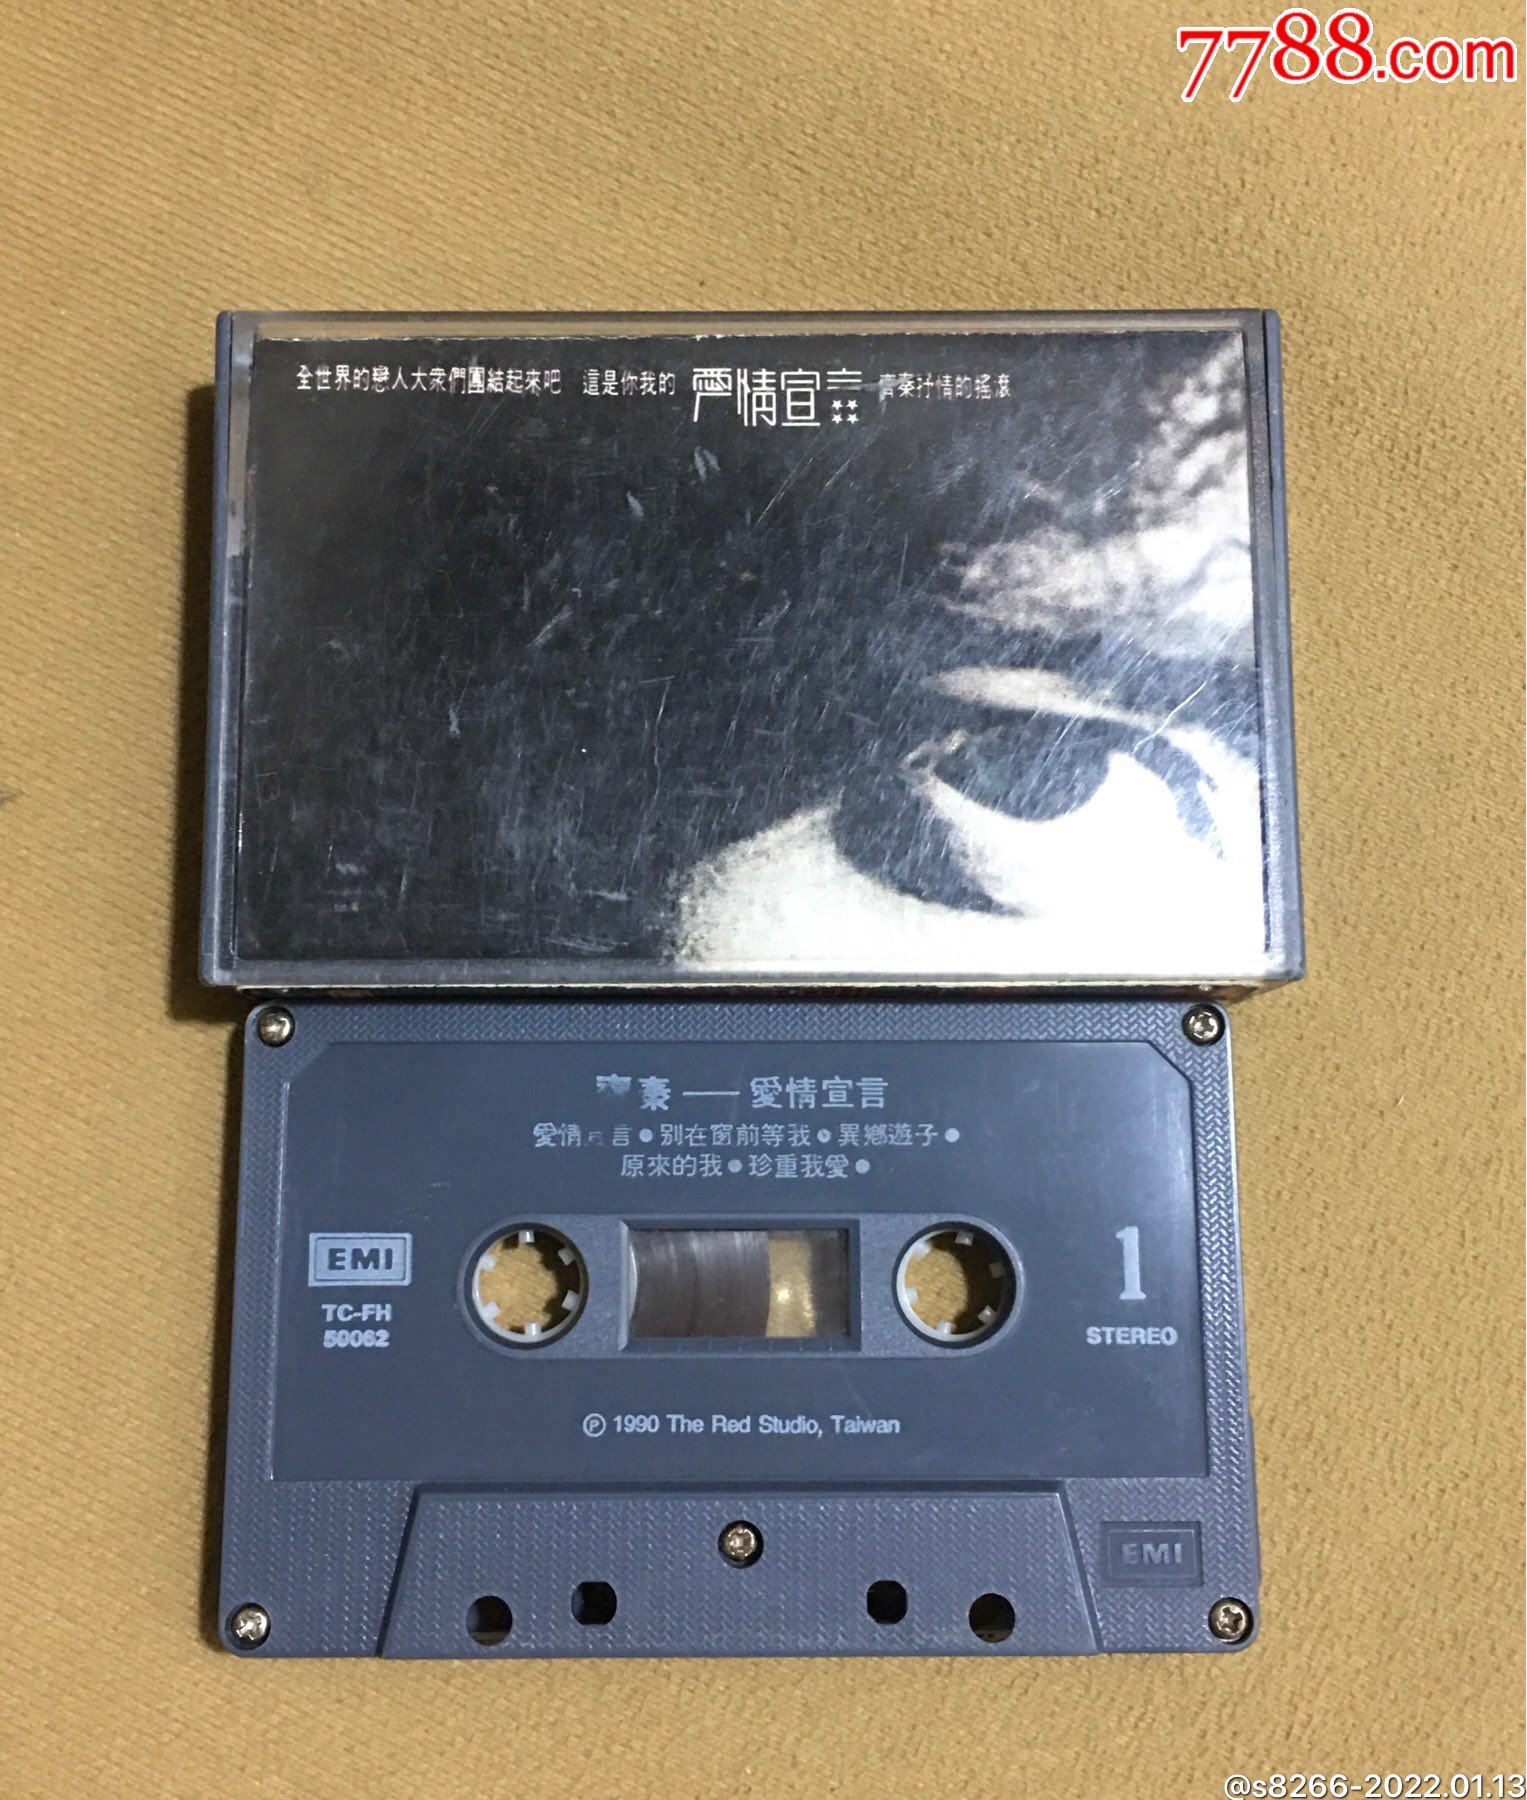 7788.com
全世界的戀人大衆們團結起來吧 這是你我的 愛情宣言 齊秦抒情的搖滾
齊秦——愛情宣言
愛情宣言●別在窗前等我●異鄉遊子●
原來的我●珍重我愛●
EMI
TC-FH
50062
1
STEREO
Ⓟ 1990 The Red Studio, Taiwan
EMI
@s8266-2022.01.13